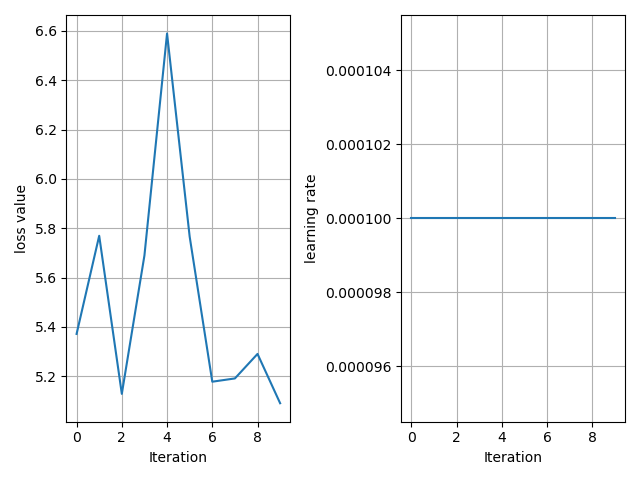 loss value
6.6
6.4
6.2
6.0
5.8
5.6
5.4
5.2
0 2 4 6 8
Iteration
learning rate
0.000104
0.000102
0.000100
0.000098
0.000096
0 2 4 6 8
Iteration